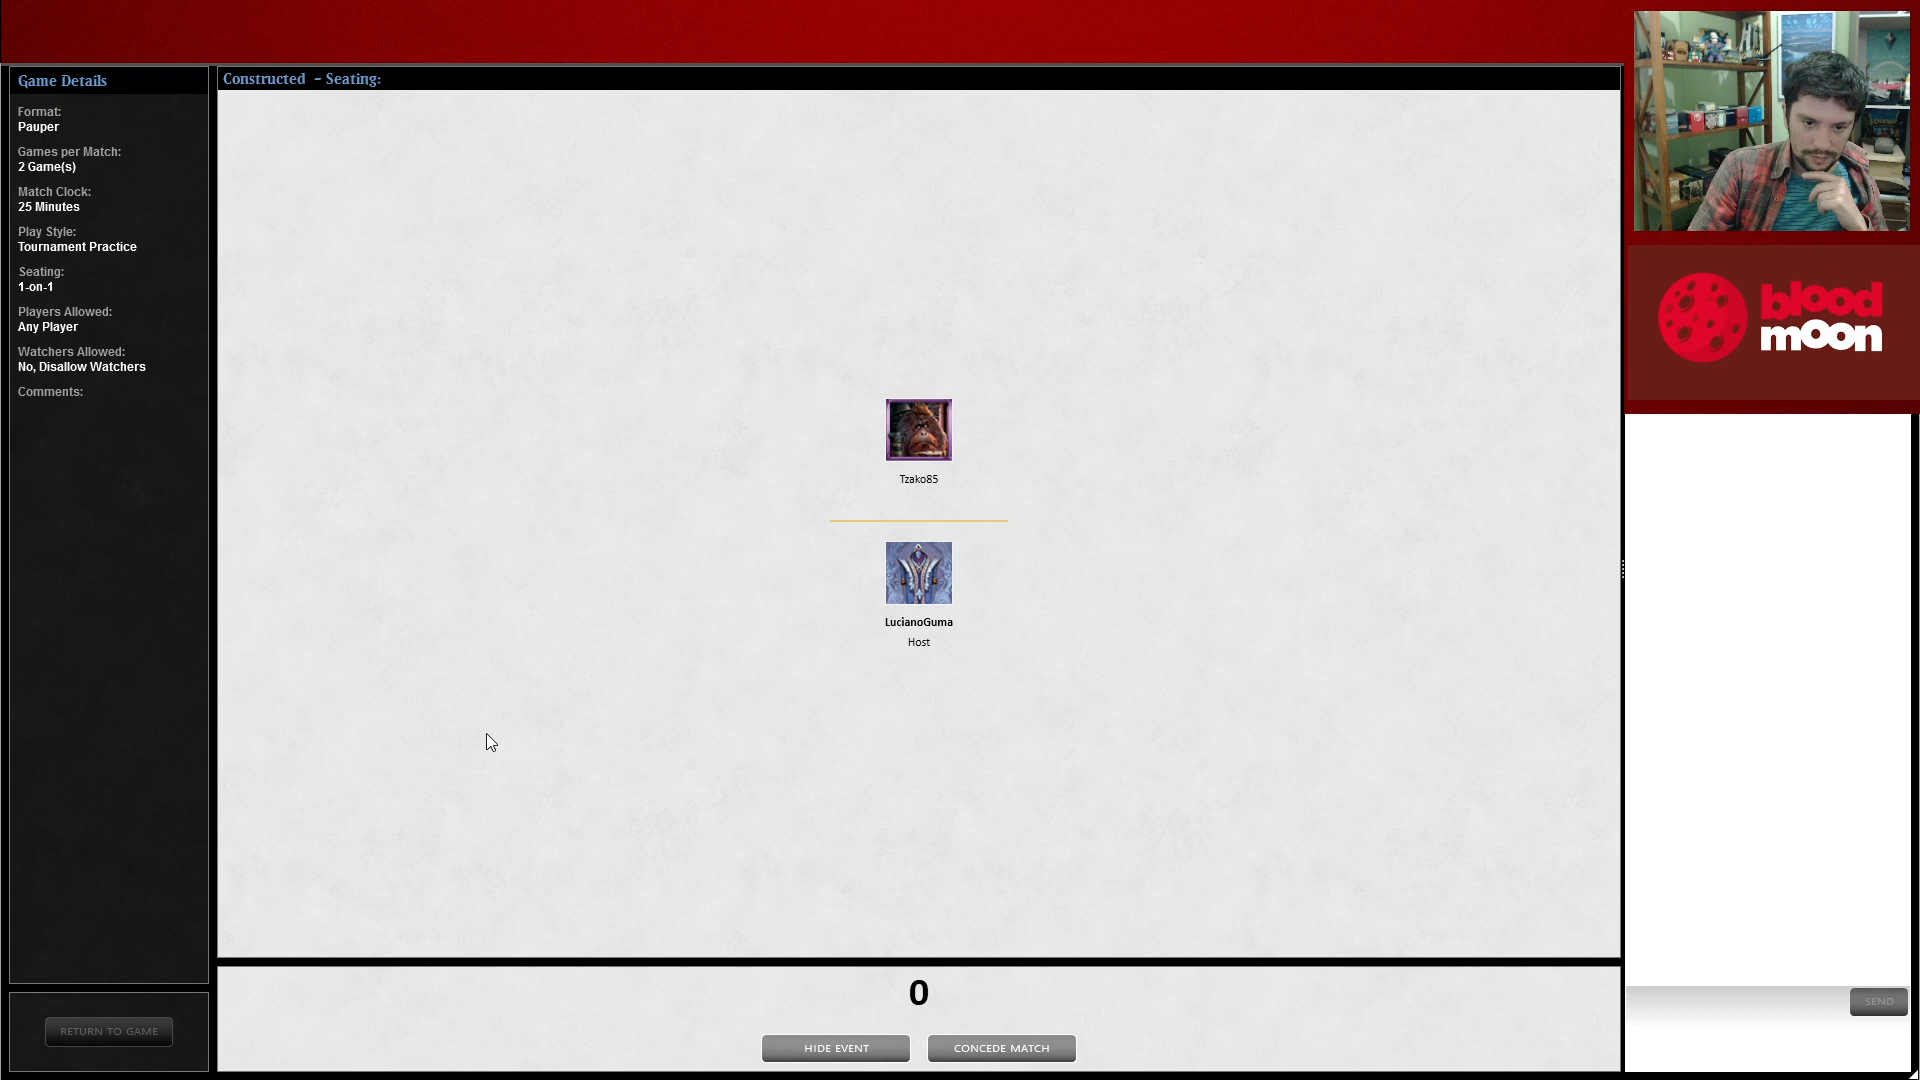 Game Details
Format:
Pauper
Games per Match:
2 Game(s)
Match Clock:
25 Minutes
Play Style:
Tournament Practice
Seating:
1-on-1
Players Allowed:
Any Player
Watchers Allowed:
No, Disallow Watchers
Comments:
RETURN TO GAME
Constructed - Seating:
Tzako85
LucianoGuma
Host
0
HIDE EVENT
CONCEDE MATCH
blood
moon
SEND